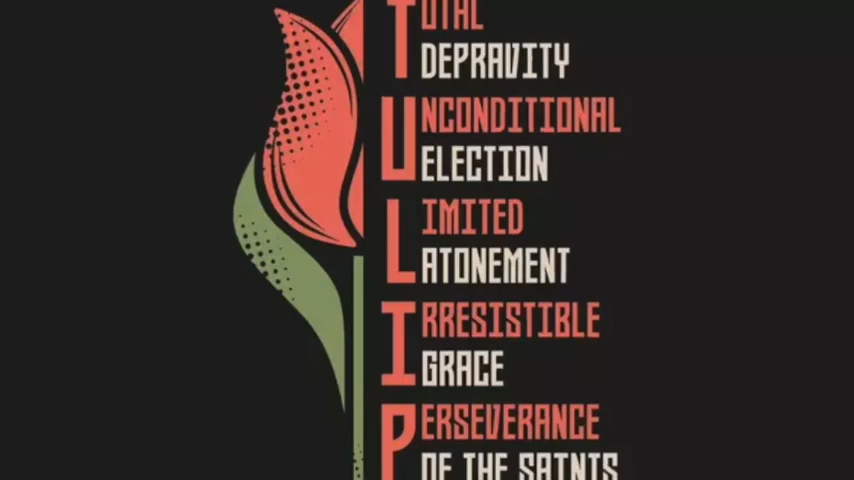 TOTAL
DEPRAVITY
UNCONDITIONAL
ELECTION
LIMITED
ATONEMENT
IRRESISTIBLE
GRACE
PERSEVERANCE
OF THE SAINTS